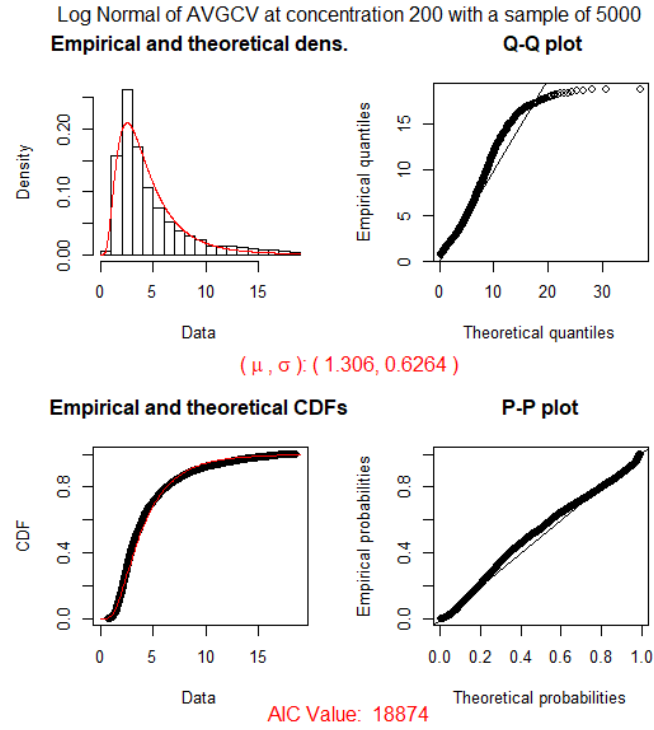 Log Normal of AVGCV at concentration 200 with a sample of 5000
Empirical and theoretical dens.
Density
0.00 0.10 0.20
0 5 10 15
Data
Q-Q plot
Empirical quantiles
0 5 10 15
0 10 20 30
Theoretical quantiles
( μ , σ ): ( 1.306, 0.6264 )
Empirical and theoretical CDFs
CDF
0.0 0.4 0.8
0 5 10 15
Data
P-P plot
Empirical probabilities
0.0 0.4 0.8
0.0 0.2 0.4 0.6 0.8 1.0
Theoretical probabilities
AIC Value: 18874